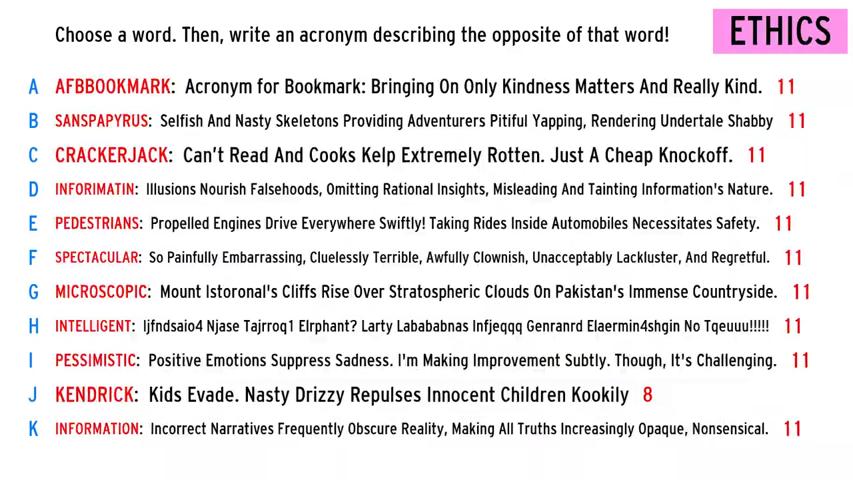 Choose a word. Then, write an acronym describing the opposite of that word!
ETHICS
A AFBBOOKMARK: Acronym for Bookmark: Bringing On Only Kindness Matters And Really Kind. 11
B SANSPAPYRUS: Selfish And Nasty Skeletons Providing Adventurers Pitiful Yapping, Rendering Undertale Shabby 11
C CRACKERJACK: Can't Read And Cooks Kelp Extremely Rotten. Just A Cheap Knockoff. 11
D INFORIMATIN: Illusions Nourish Falsehoods, Omitting Rational Insights, Misleading And Tainting Information's Nature. 11
E PEDESTRIANS: Propelled Engines Drive Everywhere Swiftly! Taking Rides Inside Automobiles Necessitates Safety. 11
F SPECTACULAR: So Painfully Embarrassing, Cluelessly Terrible, Awfully Clownish, Unacceptably Lackluster, And Regretful. 11
G MICROSCOPIC: Mount Istoronal's Cliffs Rise Over Stratospheric Clouds On Pakistan's Immense Countryside. 11
H INTELLIGENT: Ijfndsaio4 Njase Tajrroq1 Elrphant? Larty Labababnas Infjeqqq Genranrd Elaermin4shgin No Tqeuuu!!!!! 11
I PESSIMISTIC: Positive Emotions Suppress Sadness. I'm Making Improvement Subtly. Though, It's Challenging. 11
J KENDRICK: Kids Evade. Nasty Drizzy Repulses Innocent Children Kookily 8
K INFORMATION: Incorrect Narratives Frequently Obscure Reality, Making All Truths Increasingly Opaque, Nonsensical. 11